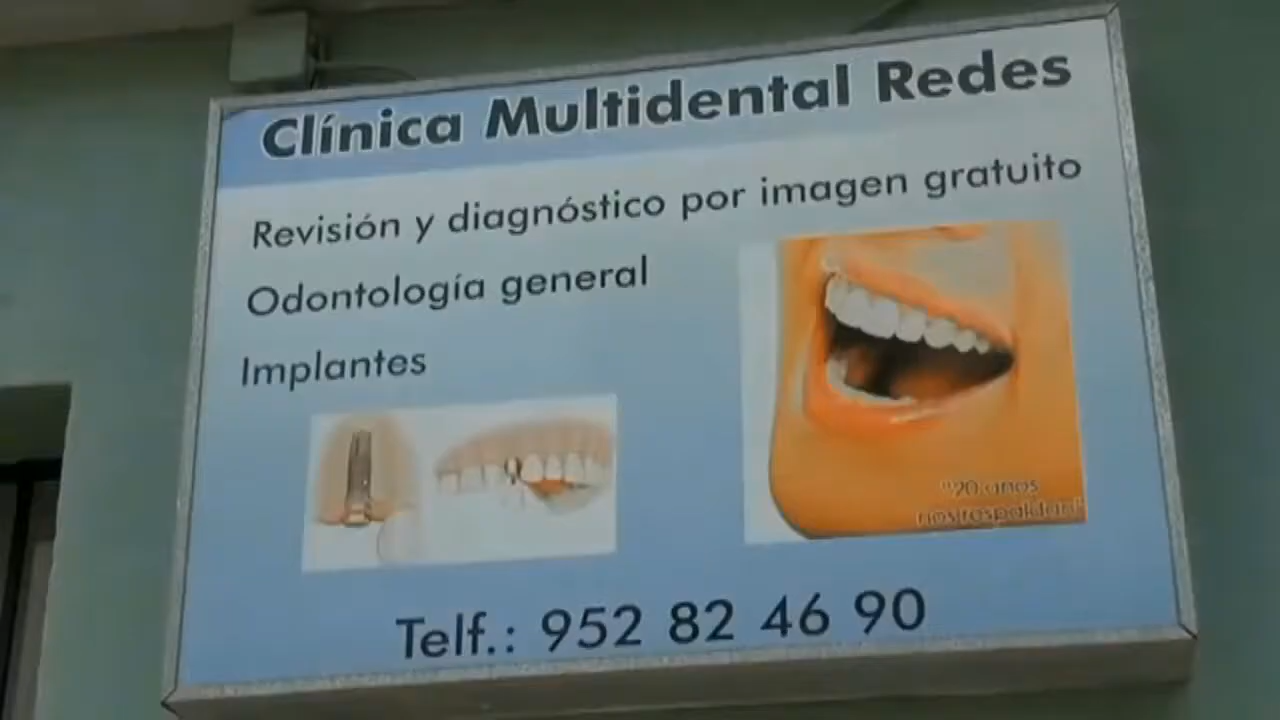 Clínica Multidental Redes
Revisión y diagnóstico por imagen gratuito
Odontología general
Implantes
"20 años
nos respaldan"
Telf.: 952 82 46 90